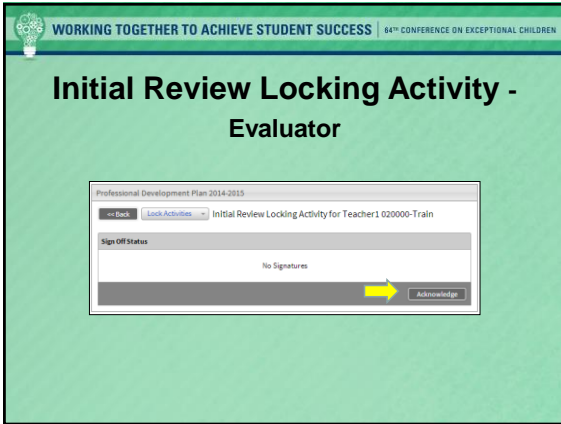 WORKING TOGETHER TO ACHIEVE STUDENT SUCCESS | 64TH CONFERENCE ON EXCEPTIONAL CHILDREN
Initial Review Locking Activity -
Evaluator
Professional Development Plan 2014-2015
<< Back Lock Activities Initial Review Locking Activity for Teacher1 020000-Train
Sign Off Status
No Signatures
Acknowledge